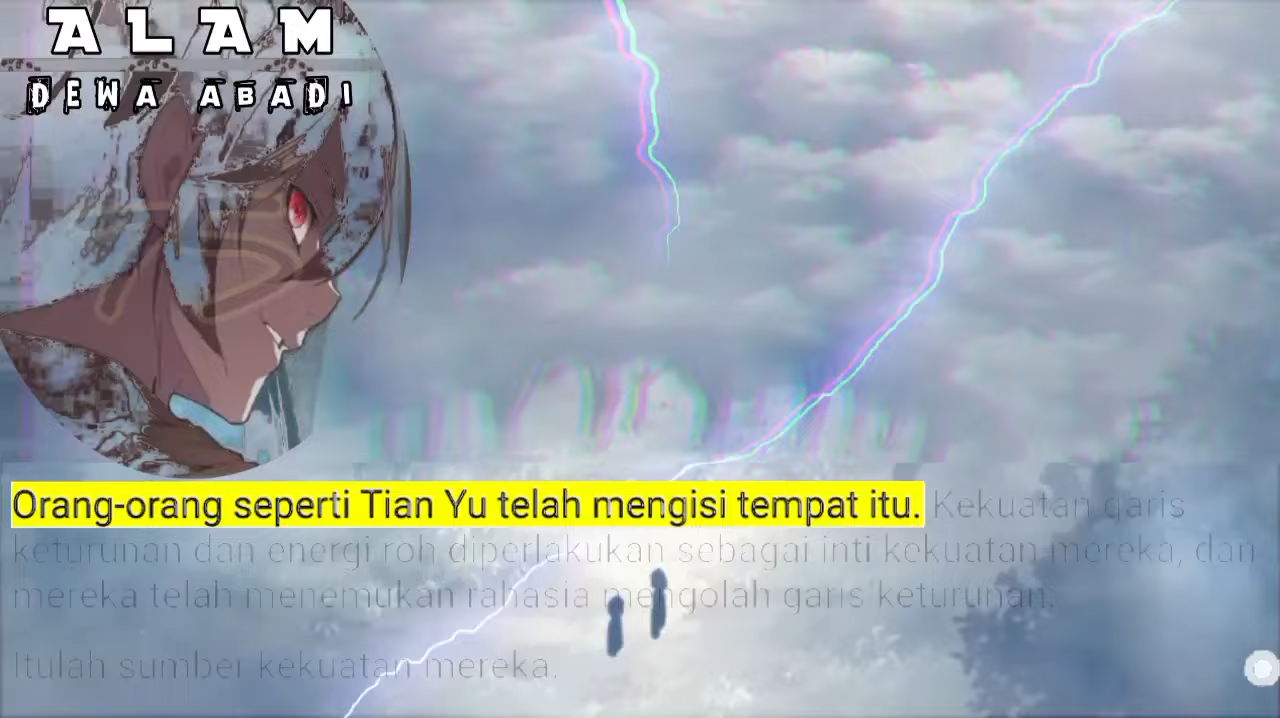 ALAM
DEWA ABADI
Orang-orang seperti Tian Yu telah mengisi tempat itu. Kekuatan garis
keturunan dan energi roh diperlakukan sebagai inti kekuatan mereka, dan
mereka telah menemukan rahasia mengolah garis keturunan.
Itulah sumber kekuatan mereka.